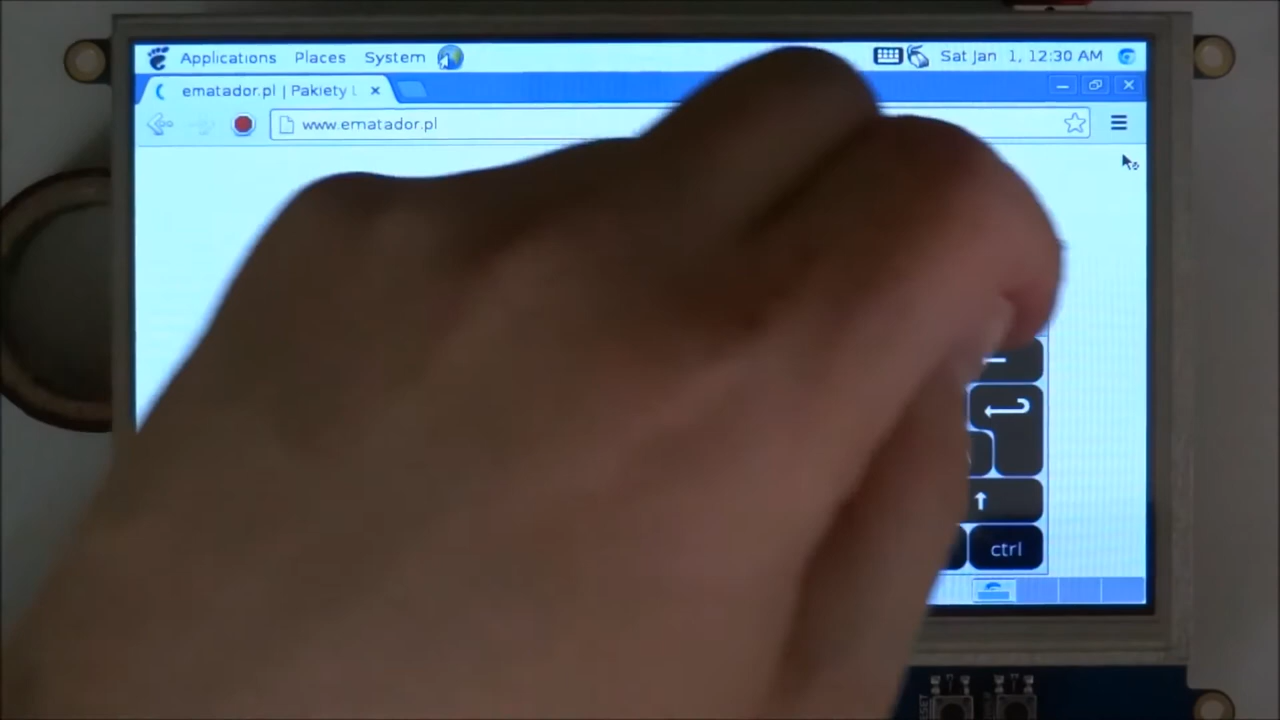 Applications Places System Sat Jan 1, 12:30 AM
ematador.pl | Pakiety L
www.ematador.pl
ctrl